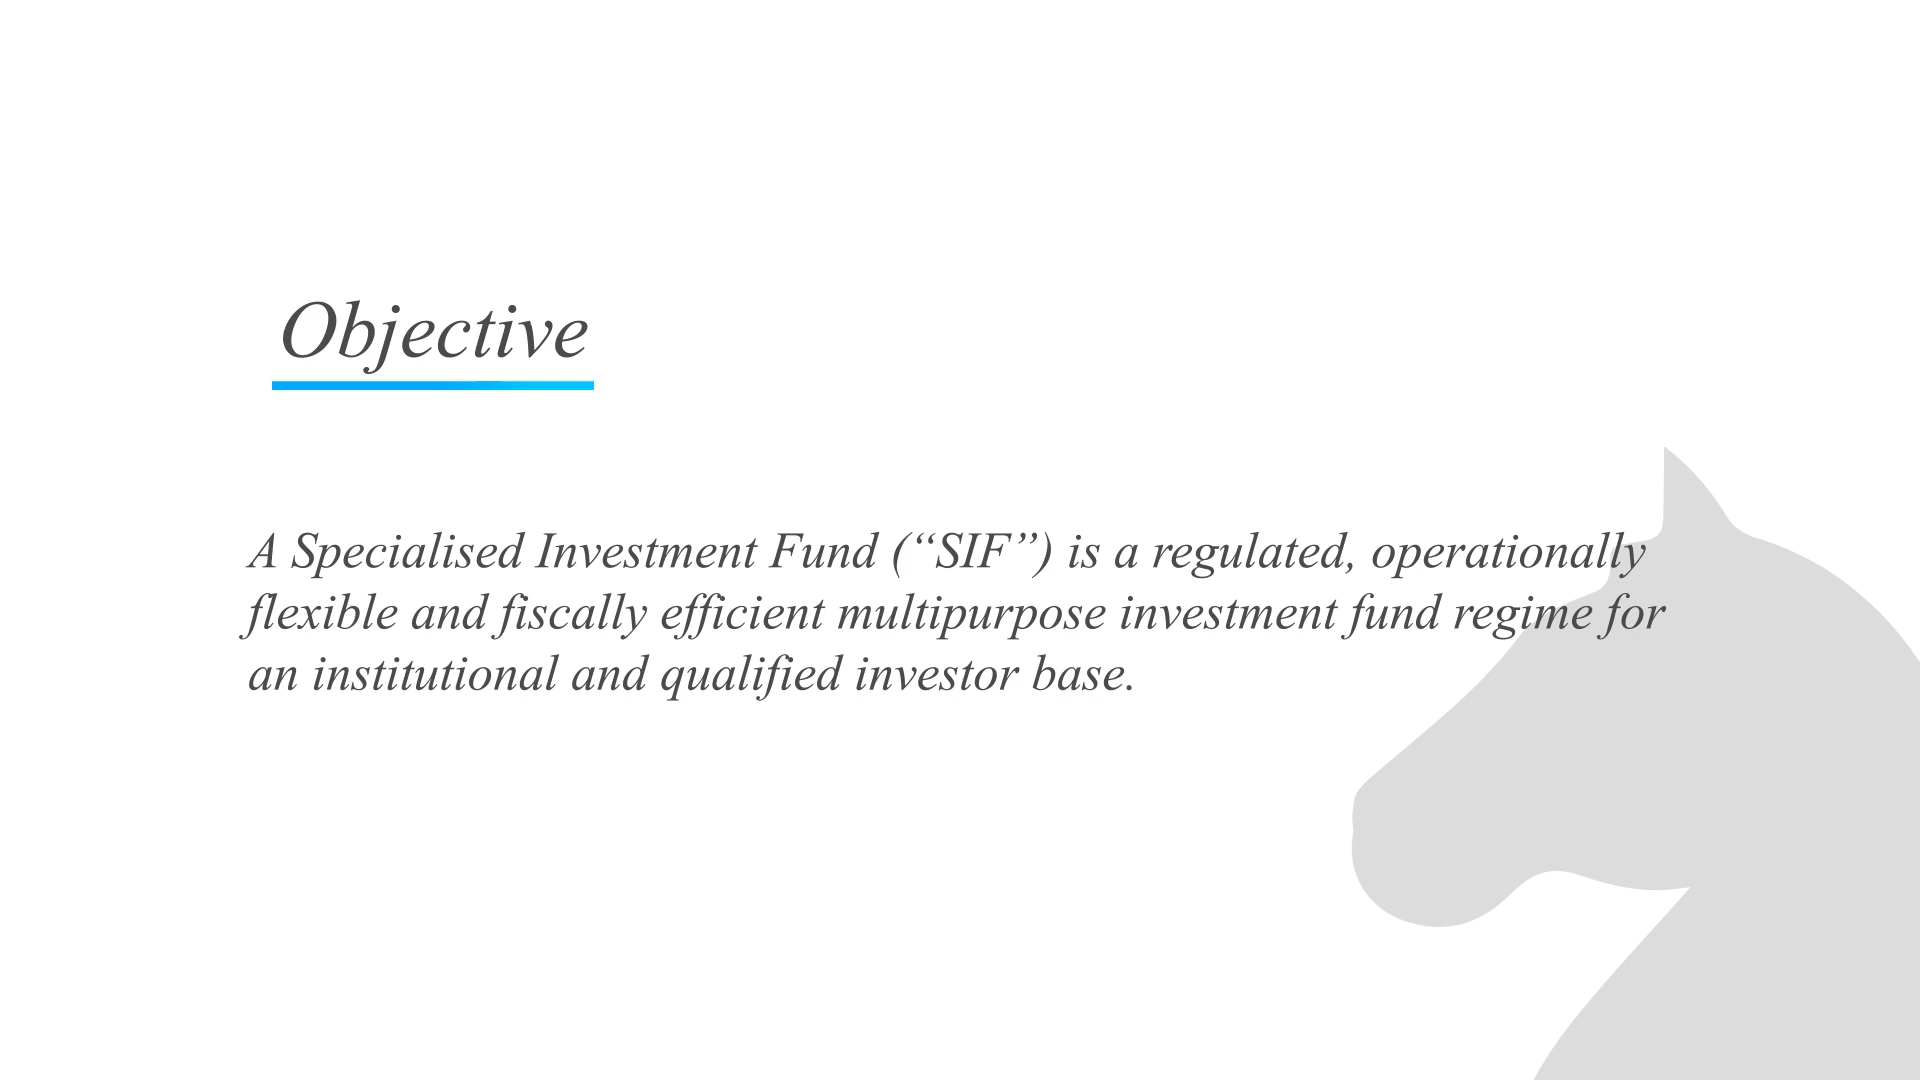 Objective
A Specialised Investment Fund (“SIF”) is a regulated, operationally
flexible and fiscally efficient multipurpose investment fund regime for
an institutional and qualified investor base.